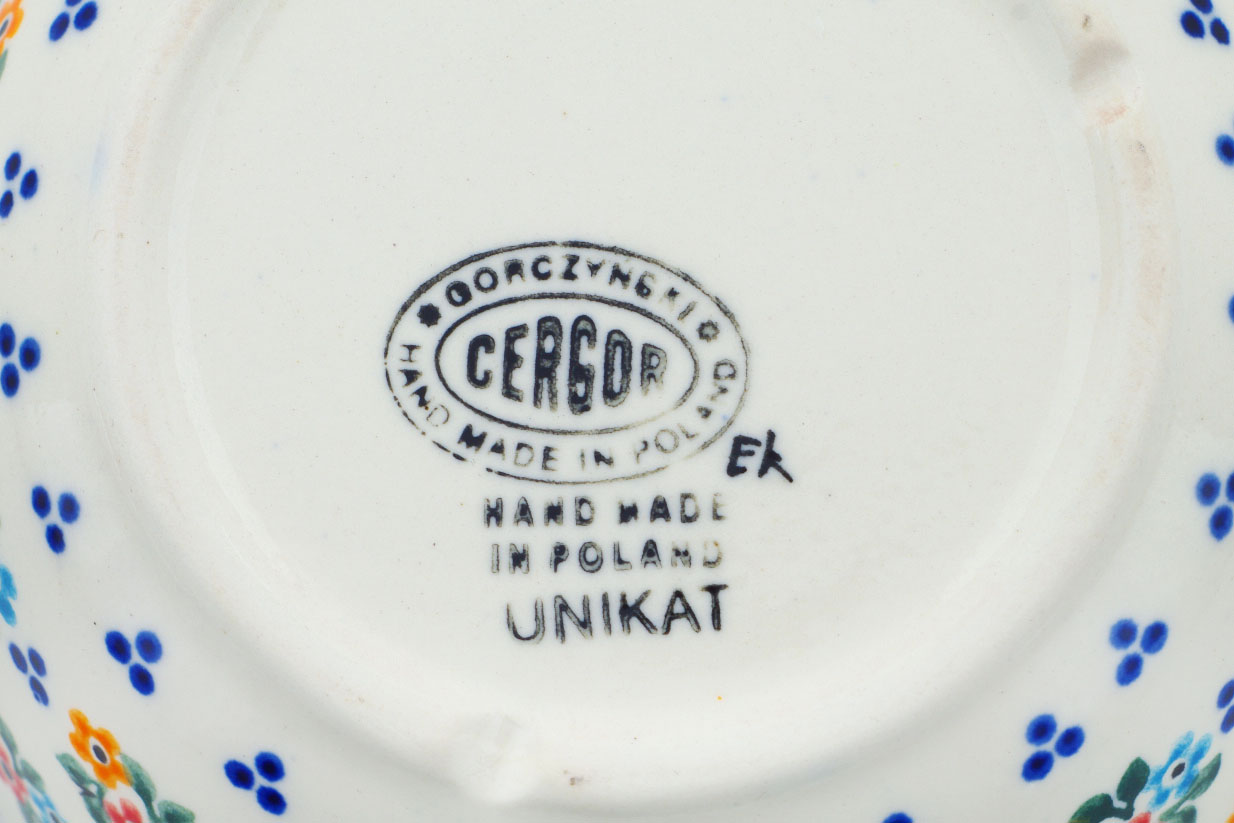 GORCZYŃSKI
CERGOR
HAND MADE IN POLAND
Ek
HAND MADE
IN POLAND
UNIKAT